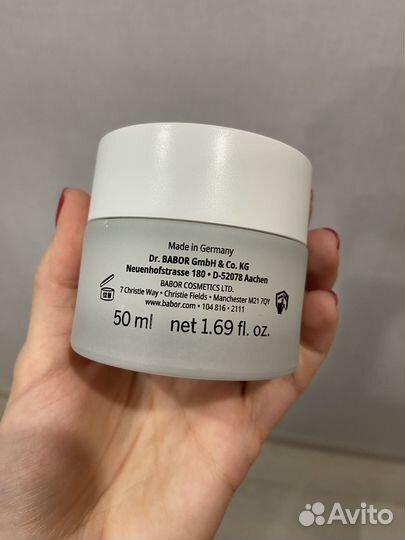 Made in Germany
Dr. BABOR GmbH & Co. KG
Neuenhofstrasse 180 • D-52078 Aachen
BABOR COSMETICS LTD.
7 Christie Way • Christie Fields • Manchester M21 7QY
www.babor.com • 104 816 • 2111
12 M
50 ml net 1.69 fl. oz.
Avito